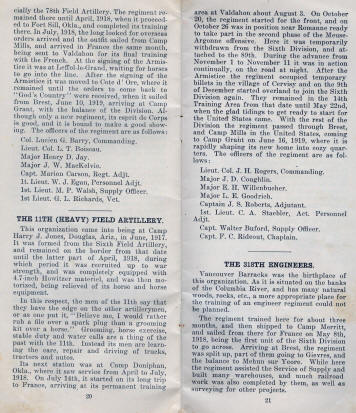 cially the 78th Field Artillery. The regiment re-
mained there until April, 1918, when it proceed-
ed to Fort Sill, Okla., and completed its training
there. In July, 1918, the long looked for overseas
orders arrived and the outfit sailed from Camp
Mills, and arrived in France the same month,
being sent to Valdahon for its final training
with the French. At the signing of the Armis-
tice it was at Leffol-le-Grand, waiting for horses
to go into the line. After the signing of the
Armistice it was moved to Cote d' Or, where it
remained until the orders to come back to
"God's Country" were received, when it sailed
from Brest, June 10, 1919, arriving at Camp
Grant, with the balance of the Division. Al-
though only a new regiment, its esprit de Corps
is good, and it is bound to make a good show-
ing. The officers of the regiment are as follows:
Col. Lucien G. Barry, Commanding.
Lieut. Col. L. T. Boiseau,
Major Henry D. Jay.
Major J. W. MacKelvie.
Capt. Marion Carson, Regt. Adjt.
1t. Lieut. W. J. Egan, Personnel Adjt.
1st. Lieut. M. P. Walsh, Supply Officer.
1st Lieut. G. L. Richards, Vet.
THE 11TH (HEAVY) FIELD ARTILLERY.
This organization came into being at Camp
Harry J. Jones, Douglas, Ariz., in June, 1917.
It was formed from the Sixth Field Artillery,
and remained on the border from that date
until the latter part of April, 1918, during
which period it was recruited up to war
strength, and was completely equipped with
4.7-inch Howitzer materiel, and was then mo-
torized, being relieved of its horse and horse
equipment.
In this respect, the men of the 11th say that
they have the edge on the other artillerymen,
or as one put it, "Believe me, I would rather
rub a file over a spark plug than a grooming
kit over a horse." Grooming, horse exercise,
stable duty and water calls are a thing of the
past with the 11th. Instead its men are learn-
ing the care, repair and driving of trucks,
tractors and autos.
Its next station was at Camp Doniphan,
Okla., where it saw service from April to July,
1918. On July 14th, it started on its long trip
to France, arriving at its permanent training
20
area at Valdahon about August 3. On October
20, the regiment started for the front, and on
October 26 was in position near Romane ready
to take part in the second phase of the Meuse-
Argonne offensive. Here it was temporarily
withdrawn from the Sixth Division, and at-
tached to the 89th. During the advance from
November 1 to November 11 it was in action
continually, on the road at night. After the
Armistice the regiment occupied temporary
billets in the village of Cervisy and on the 9th
of December started overland to join the Sixth
Division again. They remained in the 14th
Training Area from that date until May 22nd,
when the glad tidings to get ready to start for
the United States came. With the rest of the
Division the regiment passed through Brest,
and Camp Mills in the United States, coming
to Camp Grant on June 16, 1919, where it is
rapidly shaping its new home into cozy quar-
ters. The officers of the regiment are as fol-
lows:
Lieut. Col. J. H. Rogers, Commanding.
Major J. D. Coughlin.
Major E. H. Willenbucher.
Major L. R. Goodrich,
Captain J. S. Roberts, Adjutant.
1st. Lieut. C. A. Staebler, Act. Personnel
Adjt.
Capt. Walter Buford, Supply Officer.
Capt. F. C. Rideout, Chaplain.
THE 318TH ENGINEERS.
Vancouver Barracks was the birthplace of
this organization. As it is situated on the banks
of the Columbia River, and has many natural
woods, rocks, etc., a more appropriate place for
the training of an engineer regiment could not
be planned.
The regiment trained here for about three
months, and then shipped to Camp Merritt,
and sailed from there for France on May 8th,
1918, being the first unit of the Sixth Division
to go across. Arriving at Brest, the regiment
was split up, part of them going to Gievres, and
the balance to Mehun sur Yeore. While here
the regiment assisted the Service of Supply and
built many warehouses, and much railroad
work was also completed by them, as well as
surveying for other projects.
21